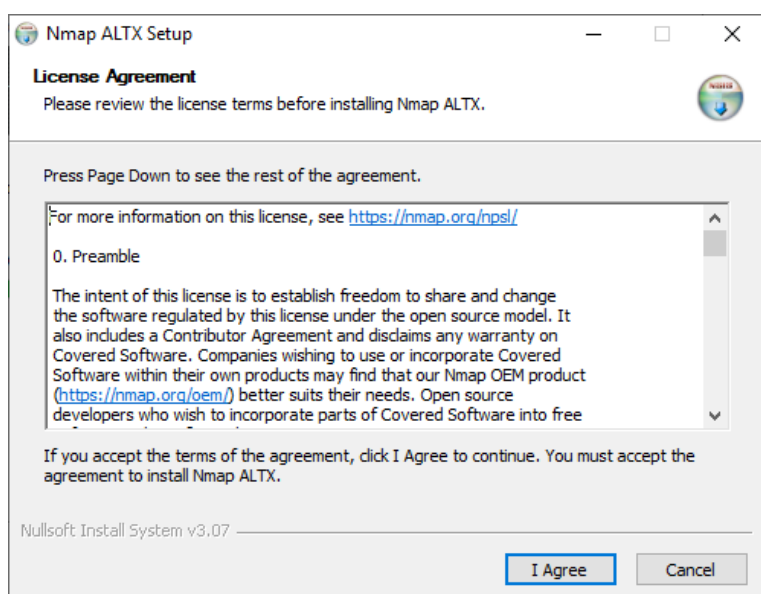 Nmap ALTX Setup
License Agreement
Please review the license terms before installing Nmap ALTX.
Press Page Down to see the rest of the agreement.
For more information on this license, see https://nmap.org/npsl/
0. Preamble
The intent of this license is to establish freedom to share and change
the software regulated by this license under the open source model. It
also includes a Contributor Agreement and disclaims any warranty on
Covered Software. Companies wishing to use or incorporate Covered
Software within their own products may find that our Nmap OEM product
(https://nmap.org/oem/) better suits their needs. Open source
developers who wish to incorporate parts of Covered Software into free
If you accept the terms of the agreement, click I Agree to continue. You must accept the
agreement to install Nmap ALTX.
Nullsoft Install System v3.07
I Agree
Cancel